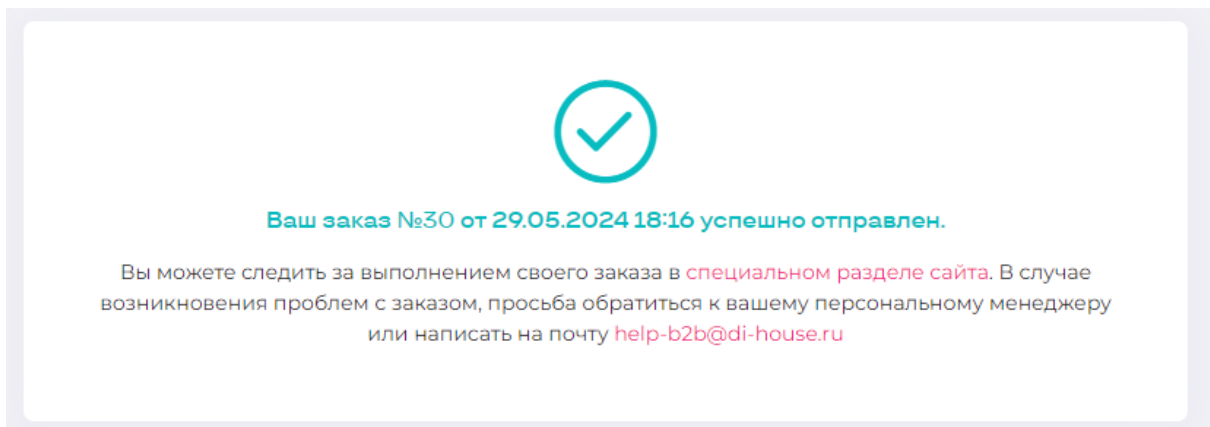 Ваш заказ №30 от 29.05.2024 18:16 успешно отправлен.
Вы можете следить за выполнением своего заказа в специальном разделе сайта. В случае
возникновения проблем с заказом, просьба обратиться к вашему персональному менеджеру
или написать на почту help-b2b@di-house.ru